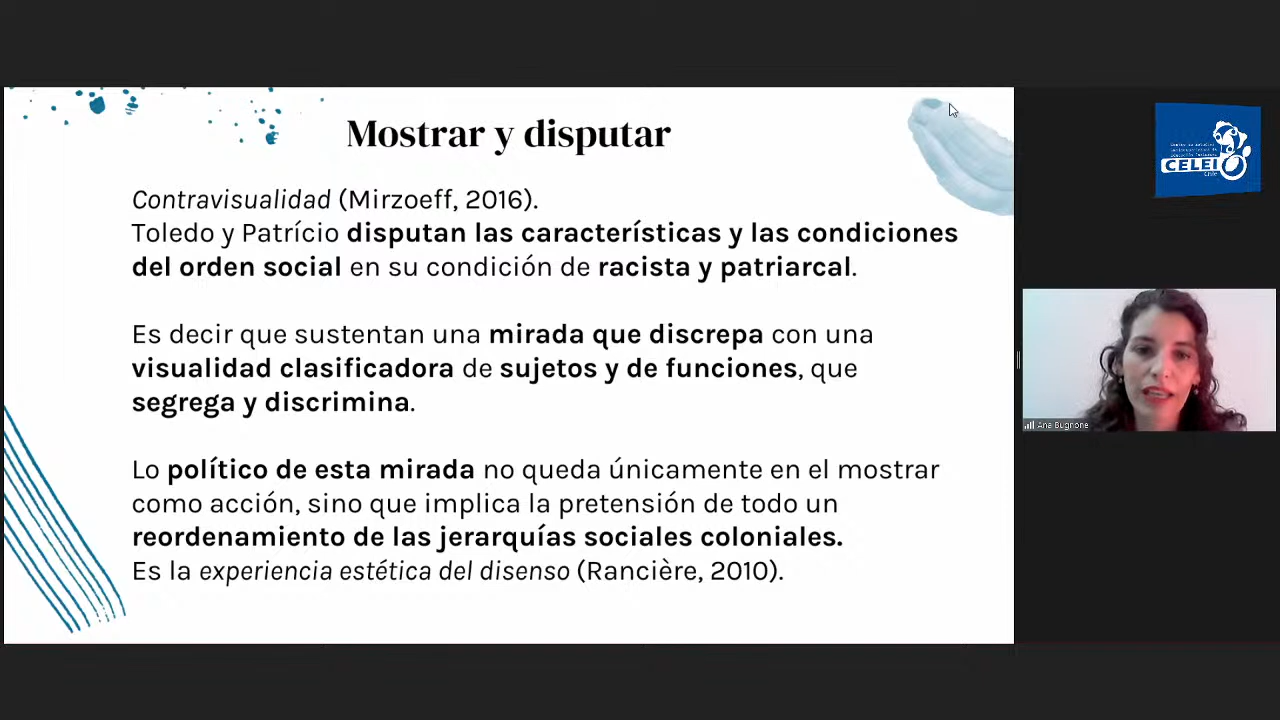 Mostrar y disputar
Contravisualidad (Mirzoeff, 2016).
Toledo y Patrício disputan las características y las condiciones
del orden social en su condición de racista y patriarcal.
Es decir que sustentan una mirada que discrepa con una
visualidad clasificadora de sujetos y de funciones, que
segrega y discrimina.
Lo político de esta mirada no queda únicamente en el mostrar
como acción, sino que implica la pretensión de todo un
reordenamiento de las jerarquías sociales coloniales.
Es la experiencia estética del disenso (Rancière, 2010).
CELEI
Chile
Ana Bugnone